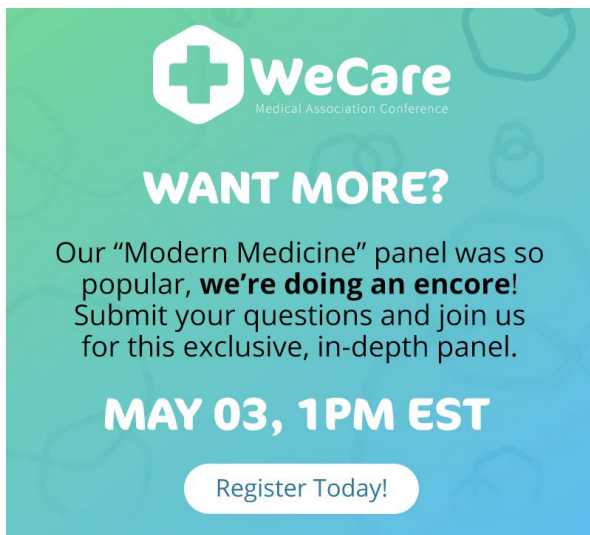 WeCare
Medical Association Conference
WANT MORE?
Our “Modern Medicine” panel was so
popular, we’re doing an encore!
Submit your questions and join us
for this exclusive, in-depth panel.
MAY 03, 1PM EST
Register Today!